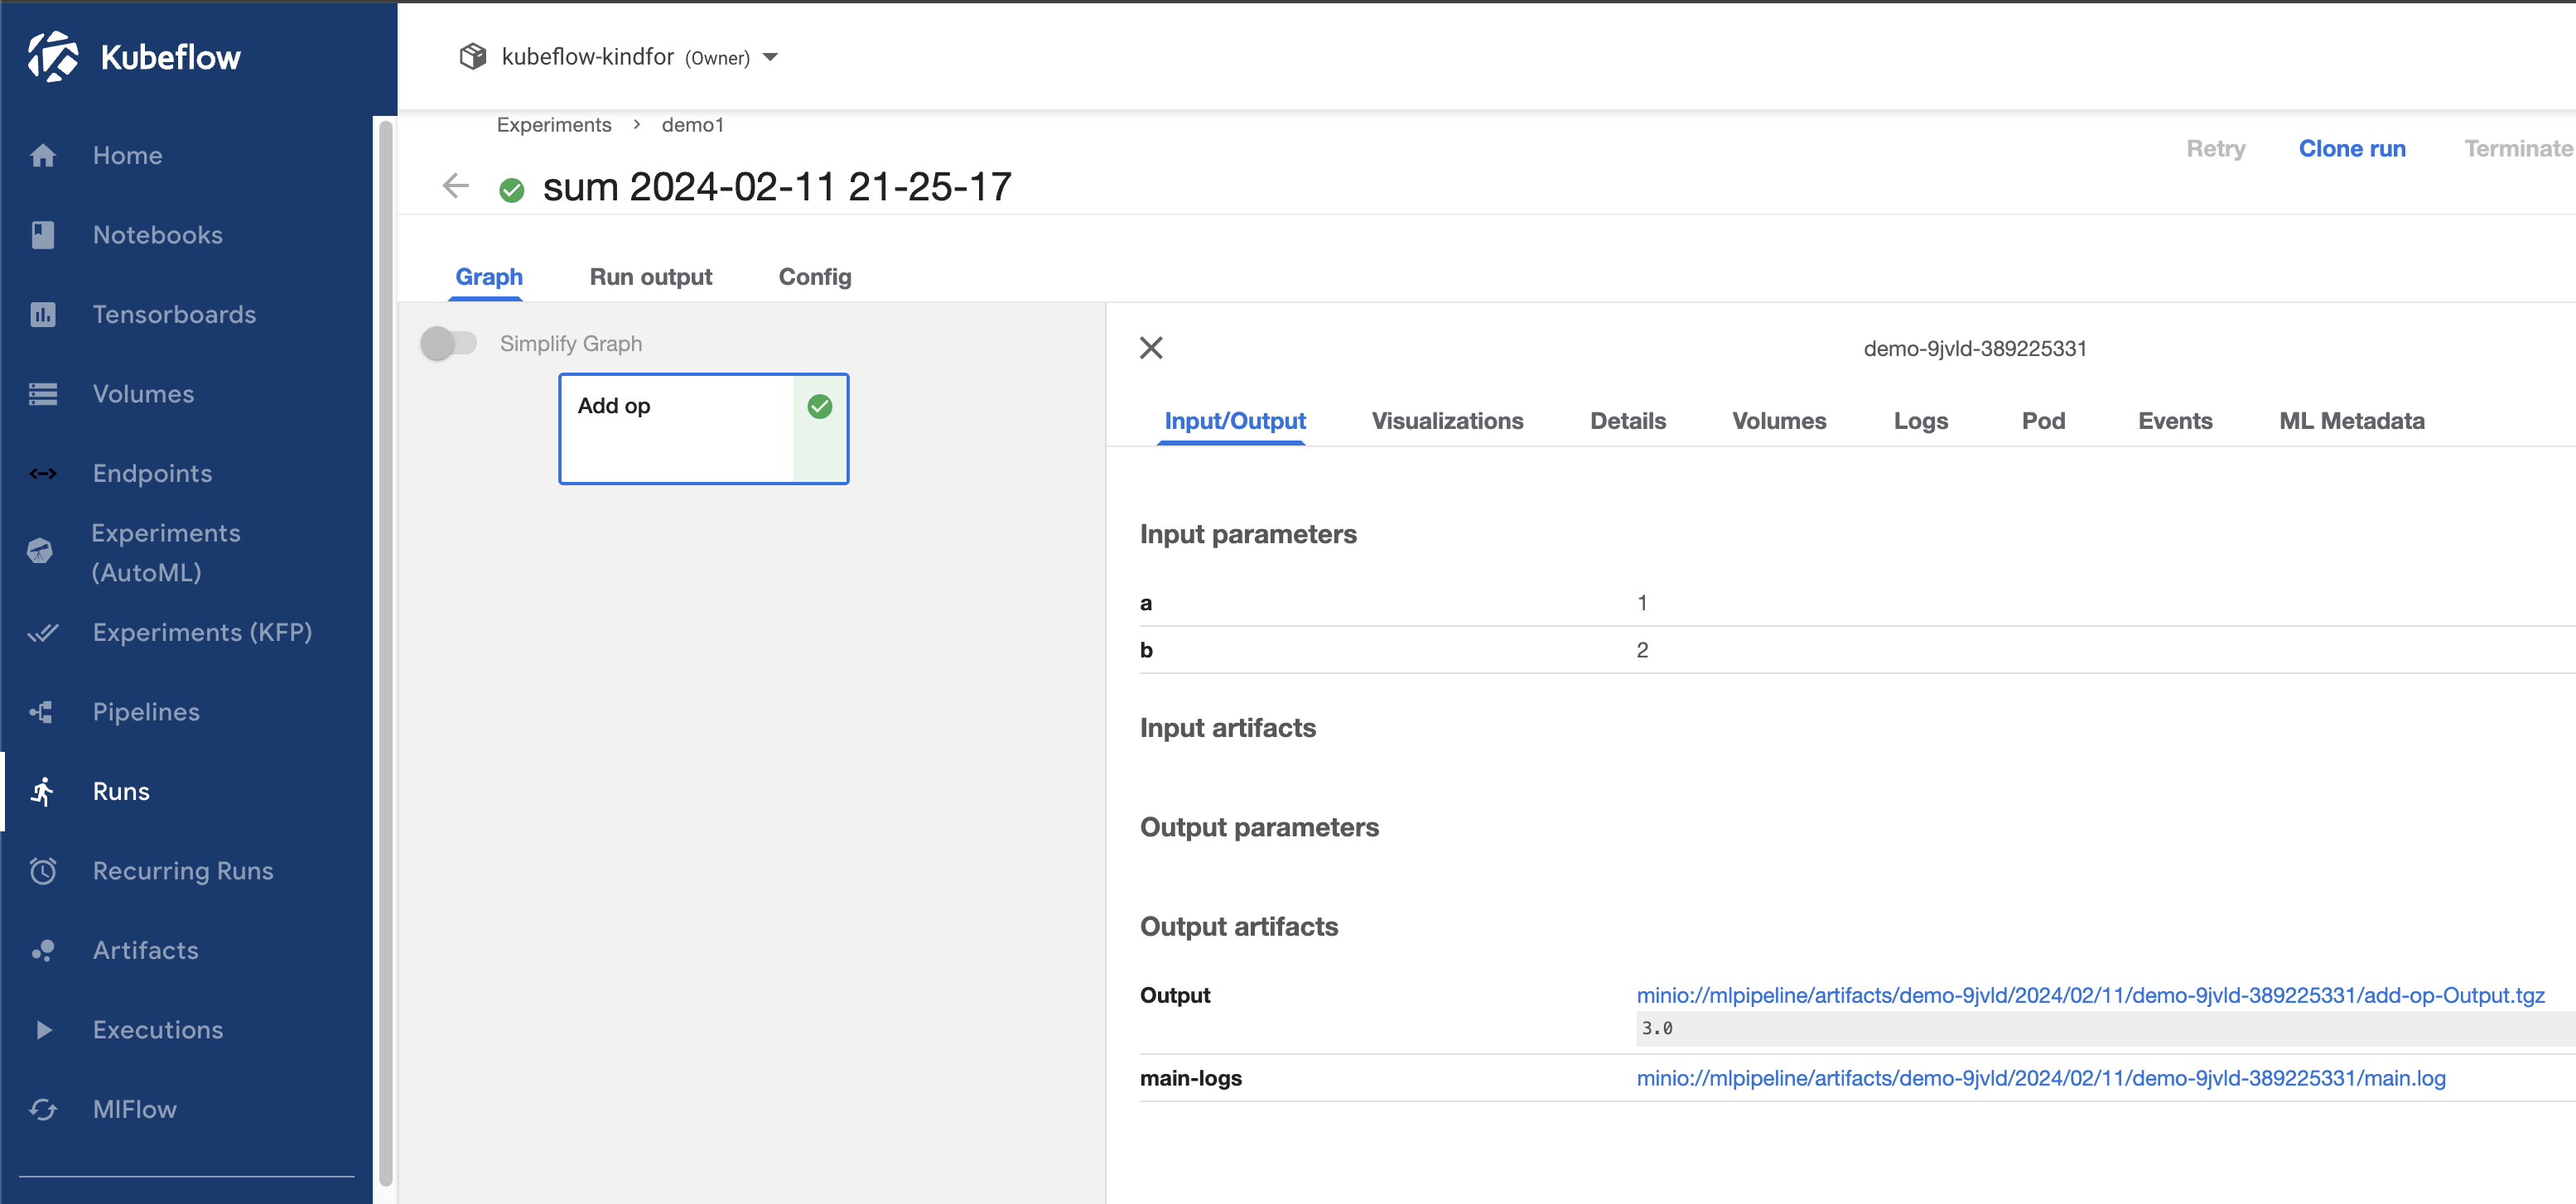 Kubeflow
kubeflow-kindfor (Owner)
Home
Notebooks
Tensorboards
Volumes
Endpoints
Experiments
(AutoML)
Experiments (KFP)
Pipelines
Runs
Recurring Runs
Artifacts
Executions
MlFlow
Experiments > demo1
sum 2024-02-11 21-25-17
Retry Clone run Terminate
Graph Run output Config
Simplify Graph
Add op
demo-9jvld-389225331
Input/Output Visualizations Details Volumes Logs Pod Events ML Metadata
Input parameters
a 1
b 2
Input artifacts
Output parameters
Output artifacts
Output minio://mlpipeline/artifacts/demo-9jvld/2024/02/11/demo-9jvld-389225331/add-op-Output.tgz
3.0
main-logs minio://mlpipeline/artifacts/demo-9jvld/2024/02/11/demo-9jvld-389225331/main.log